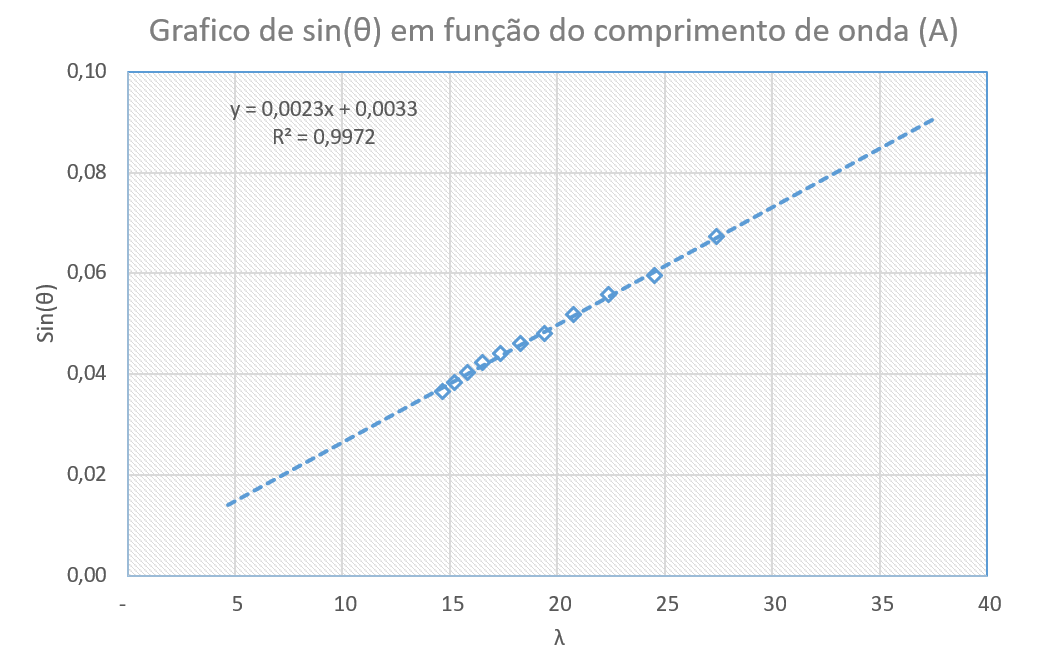 Grafico de sin(θ) em função do comprimento de onda (A)
y = 0,0023x + 0,0033
R² = 0,9972
0,10
0,08
0,06
0,04
0,02
0,00
Sin(θ)
- 5 10 15 20 25 30 35 40
λ